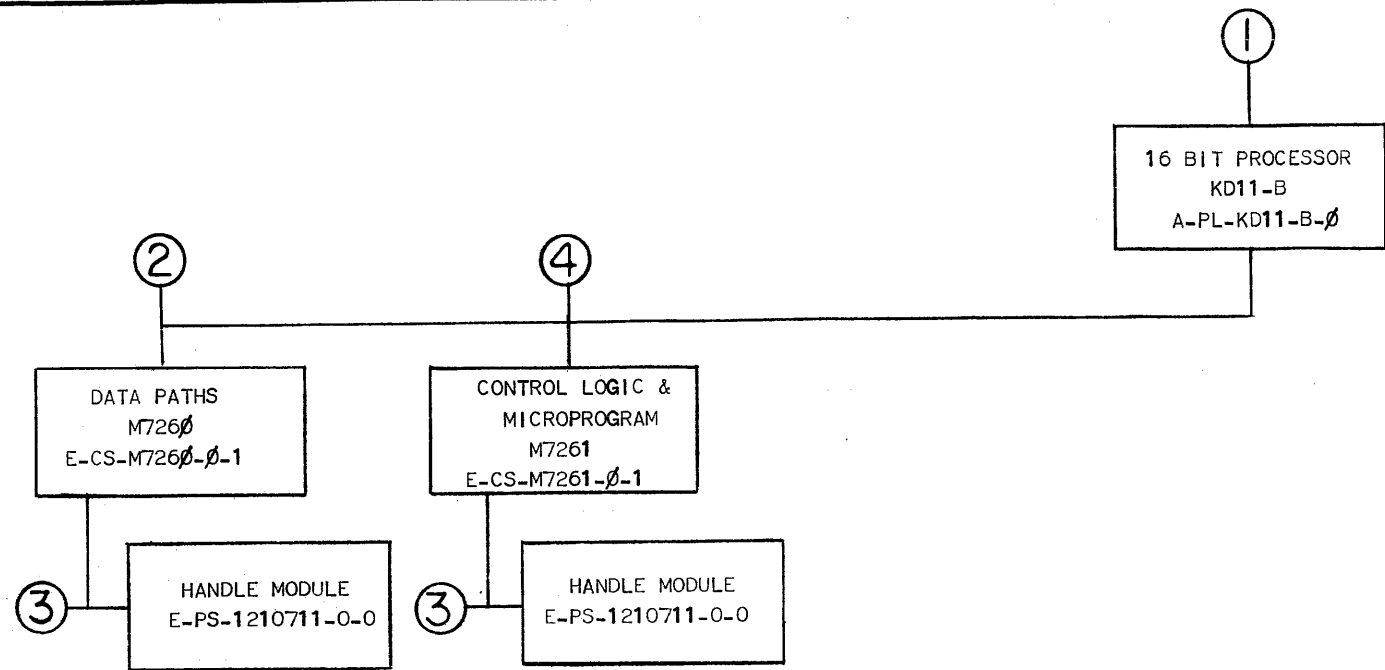 1
16 BIT PROCESSOR
KD11-B
A-PL-KD11-B-Ø
2
4
DATA PATHS
M726Ø
E-CS-M726Ø-Ø-1
CONTROL LOGIC &
MICROPROGRAM
M7261
E-CS-M7261-Ø-1
3
HANDLE MODULE
E-PS-1210711-0-0
3
HANDLE MODULE
E-PS-1210711-0-0